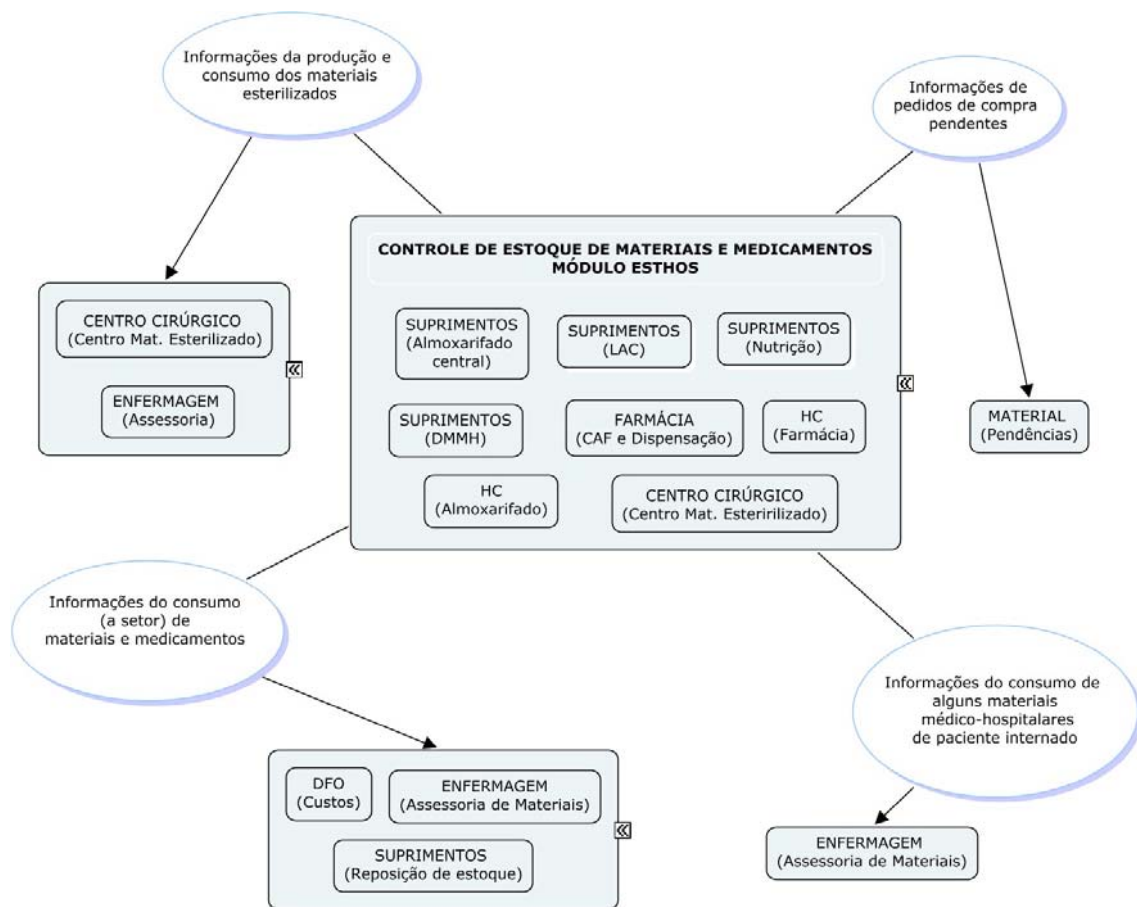 Informações da produção e
consumo dos materiais
esterilizados
Informações de
pedidos de compra
pendentes
CONTROLE DE ESTOQUE DE MATERIAIS E MEDICAMENTOS
MÓDULO ESTHOS
CENTRO CIRÚRGICO
(Centro Mat. Esterilizado)
ENFERMAGEM
(Assessoria)
SUPRIMENTOS
(Almoxarifado
central)
SUPRIMENTOS
(LAC)
SUPRIMENTOS
(Nutrição)
SUPRIMENTOS
(DMMH)
FARMÁCIA
(CAF e Dispensação)
HC
(Farmácia)
HC
(Almoxarifado)
CENTRO CIRÚRGICO
(Centro Mat. Esteririlizado)
MATERIAL
(Pendências)
Informações do consumo
(a setor) de
materiais e medicamentos
Informações do consumo de
alguns materiais
médico-hospitalares
de paciente internado
DFO
(Custos)
ENFERMAGEM
(Assessoria de Materiais)
SUPRIMENTOS
(Reposição de estoque)
ENFERMAGEM
(Assessoria de Materiais)